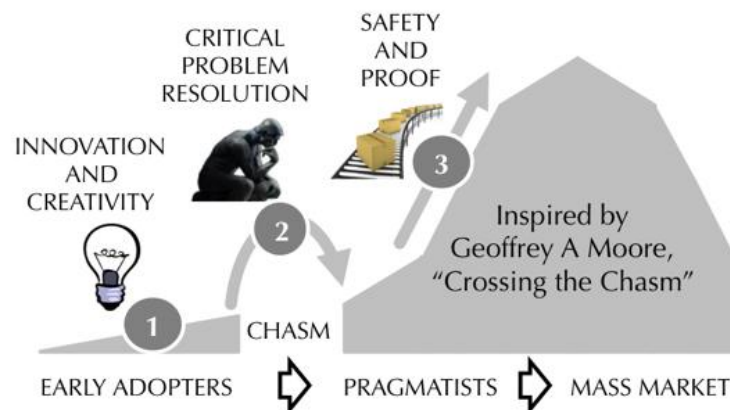 CRITICAL
PROBLEM
RESOLUTION
SAFETY
AND
PROOF
INNOVATION
AND
CREATIVITY
3
2
1
Inspired by
Geoffrey A Moore,
“Crossing the Chasm”
CHASM
EARLY ADOPTERS
PRAGMATISTS
MASS MARKET